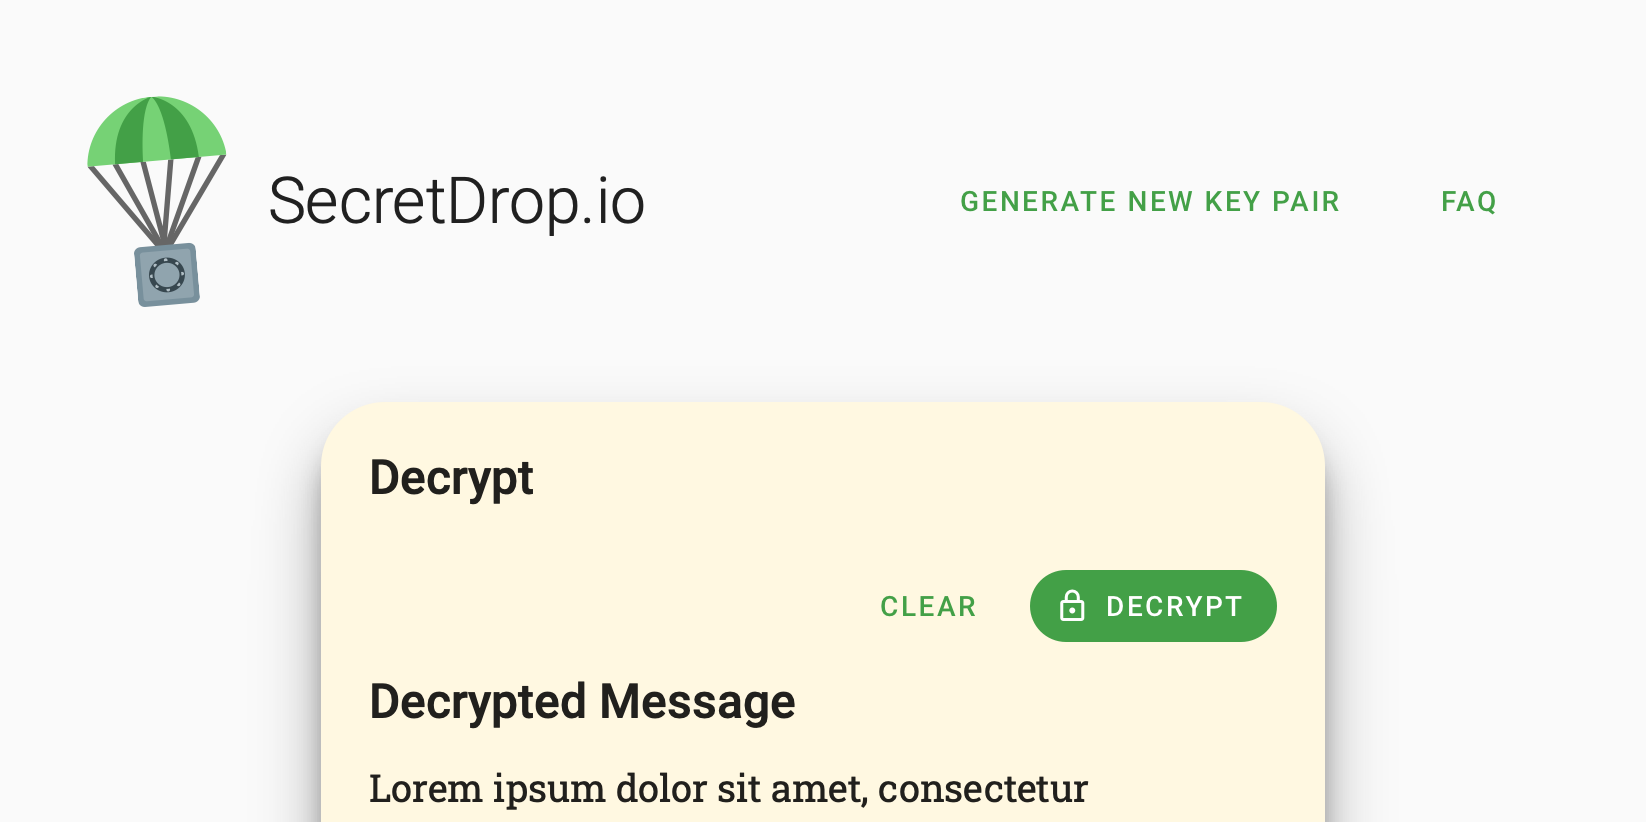 SecretDrop.io
GENERATE NEW KEY PAIR
FAQ
Decrypt
CLEAR
DECRYPT
Decrypted Message
Lorem ipsum dolor sit amet, consectetur